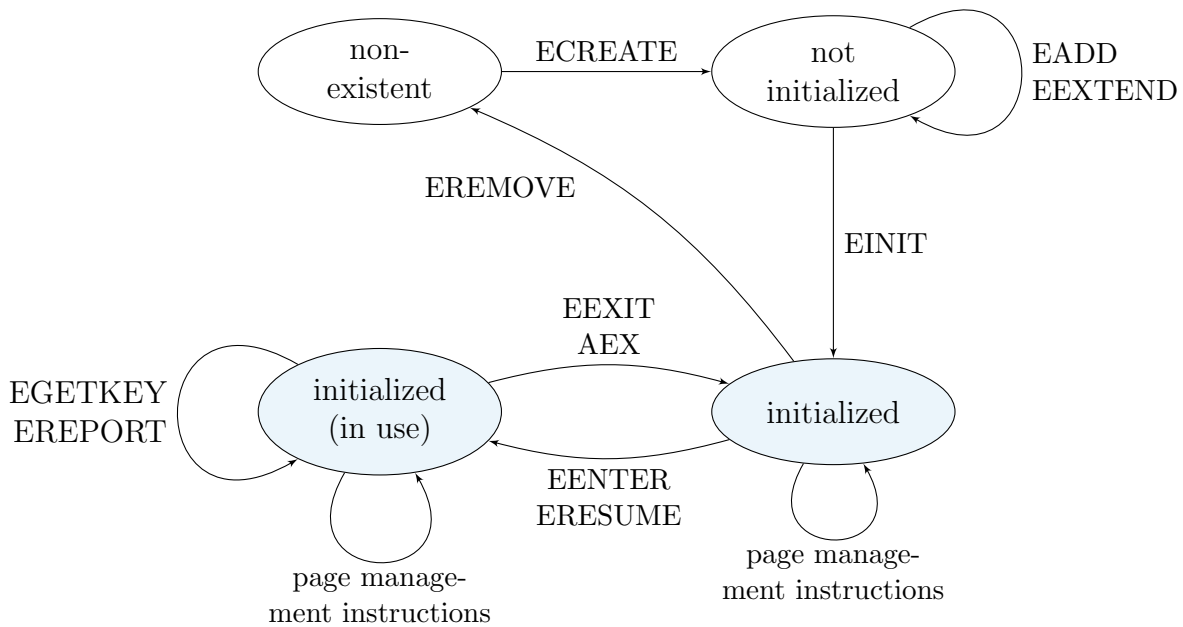 non-
existent
ECREATE
not
initialized
EADD
EEXTEND
EREMOVE
EINIT
EEXIT
AEX
EGETKEY
EREPORT
initialized
(in use)
initialized
EENTER
ERESUME
page manage-
ment instructions
page manage-
ment instructions